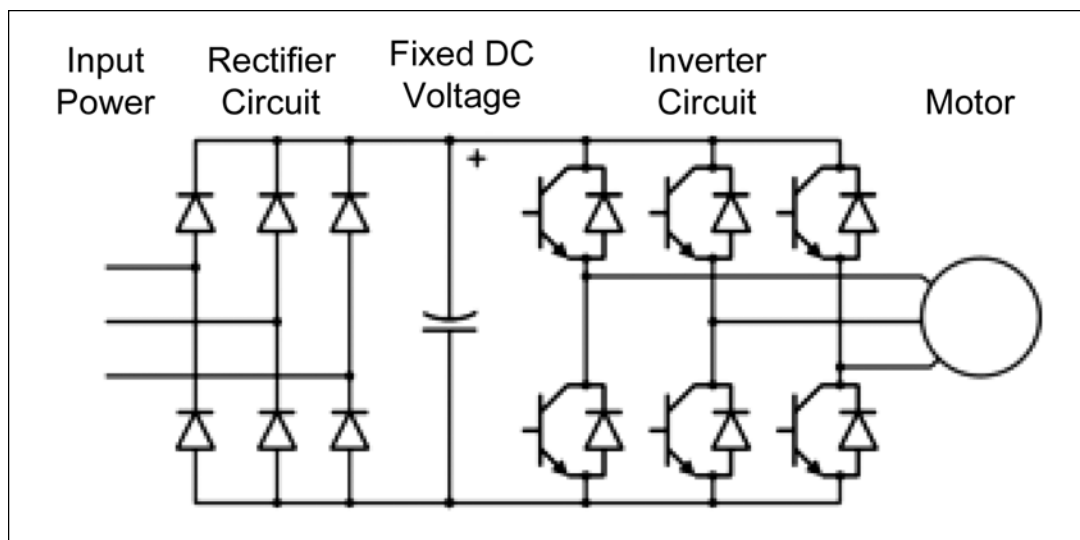 Input
Power
Rectifier
Circuit
Fixed DC
Voltage
Inverter
Circuit
Motor
+